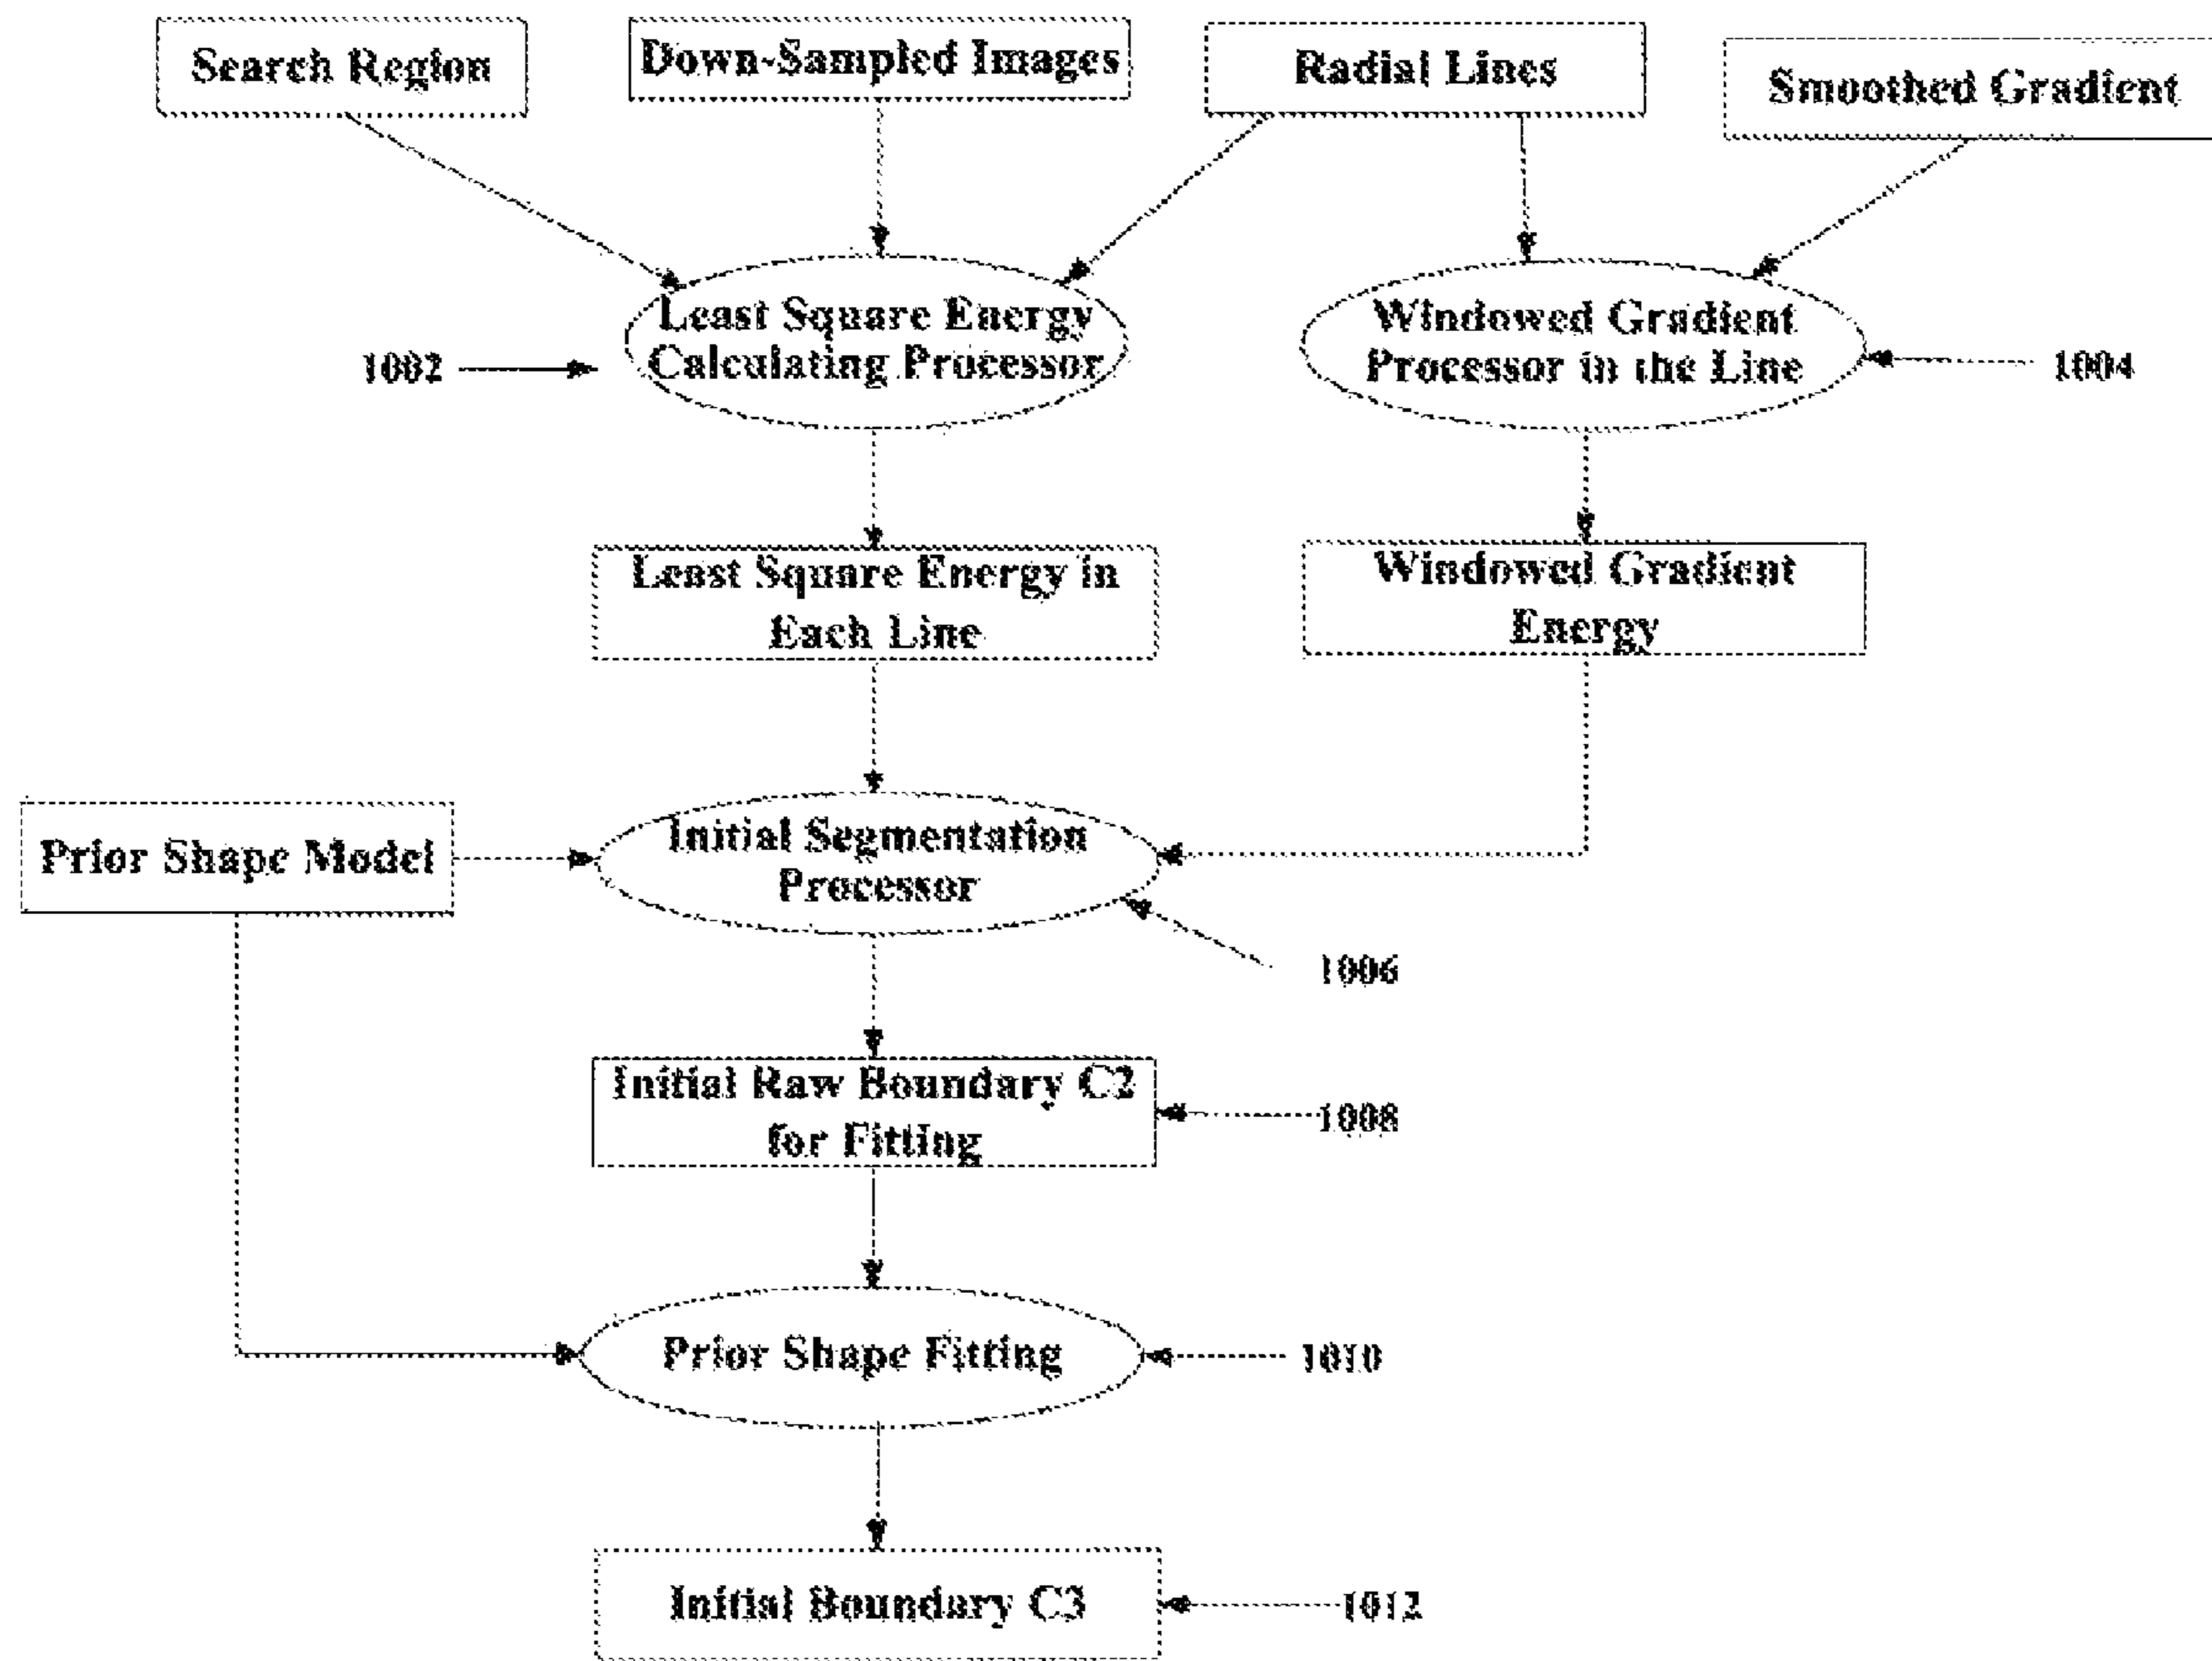 Search Region
Down-Sampled Images
Radial Lines
Smoothed Gradient
Least Square Energy
Calculating Processor
1002
Windowed Gradient
Processor in the Line
1004
Least Square Energy in
Each Line
Windowed Gradient
Energy
Prior Shape Model
Initial Segmentation
Processor
1006
Initial Raw Boundary C2
for Fitting
1008
Prior Shape Fitting
1010
Initial Boundary C3
1012